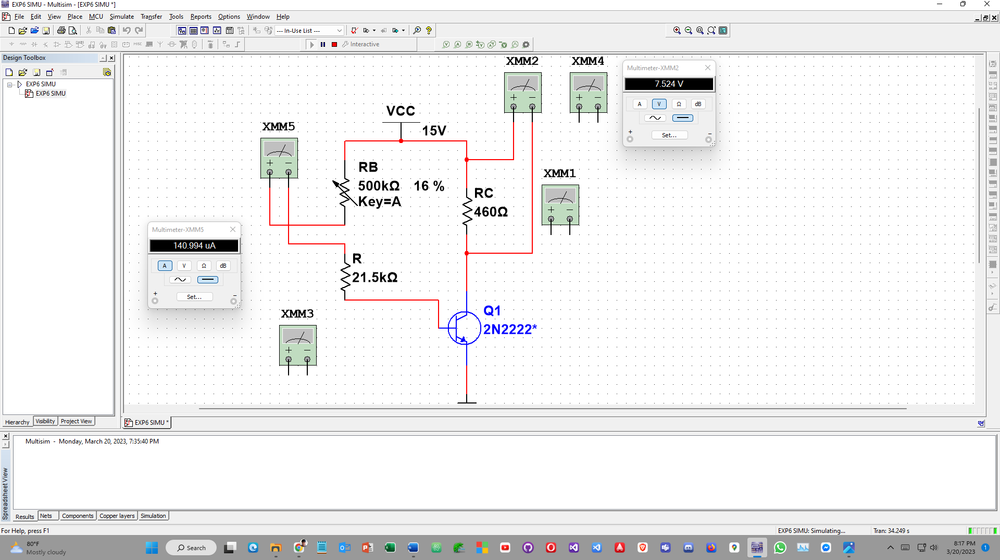 EXP6 SIMU - Multisim - [EXP6 SIMU *]
File Edit View Place MCU Simulate Transfer Tools Reports Options Window Help
--- In-Use List ---
Interactive
Design Toolbox
EXP6 SIMU
EXP6 SIMU
XMM2
XMM4
Multimeter-XMM2
7.524 V
A V Ω dB
Set...
+ −
VCC
15V
XMM5
+ −
RB
500kΩ 16 %
Key=A
XMM1
+ −
RC
460Ω
Multimeter-XMM5
140.994 uA
A V Ω dB
Set...
+ −
R
21.5kΩ
XMM3
+ −
Q1
2N2222*
Hierarchy Visibility Project View
EXP6 SIMU *
Multisim - Monday, March 20, 2023, 7:35:40 PM
Spreadsheet View
Results Nets Components Copper layers Simulation
For Help, press F1
EXP6 SIMU: Simulating...
Tran: 34.249 s
80°F
Mostly cloudy
Search
8:17 PM
3/20/2023
1